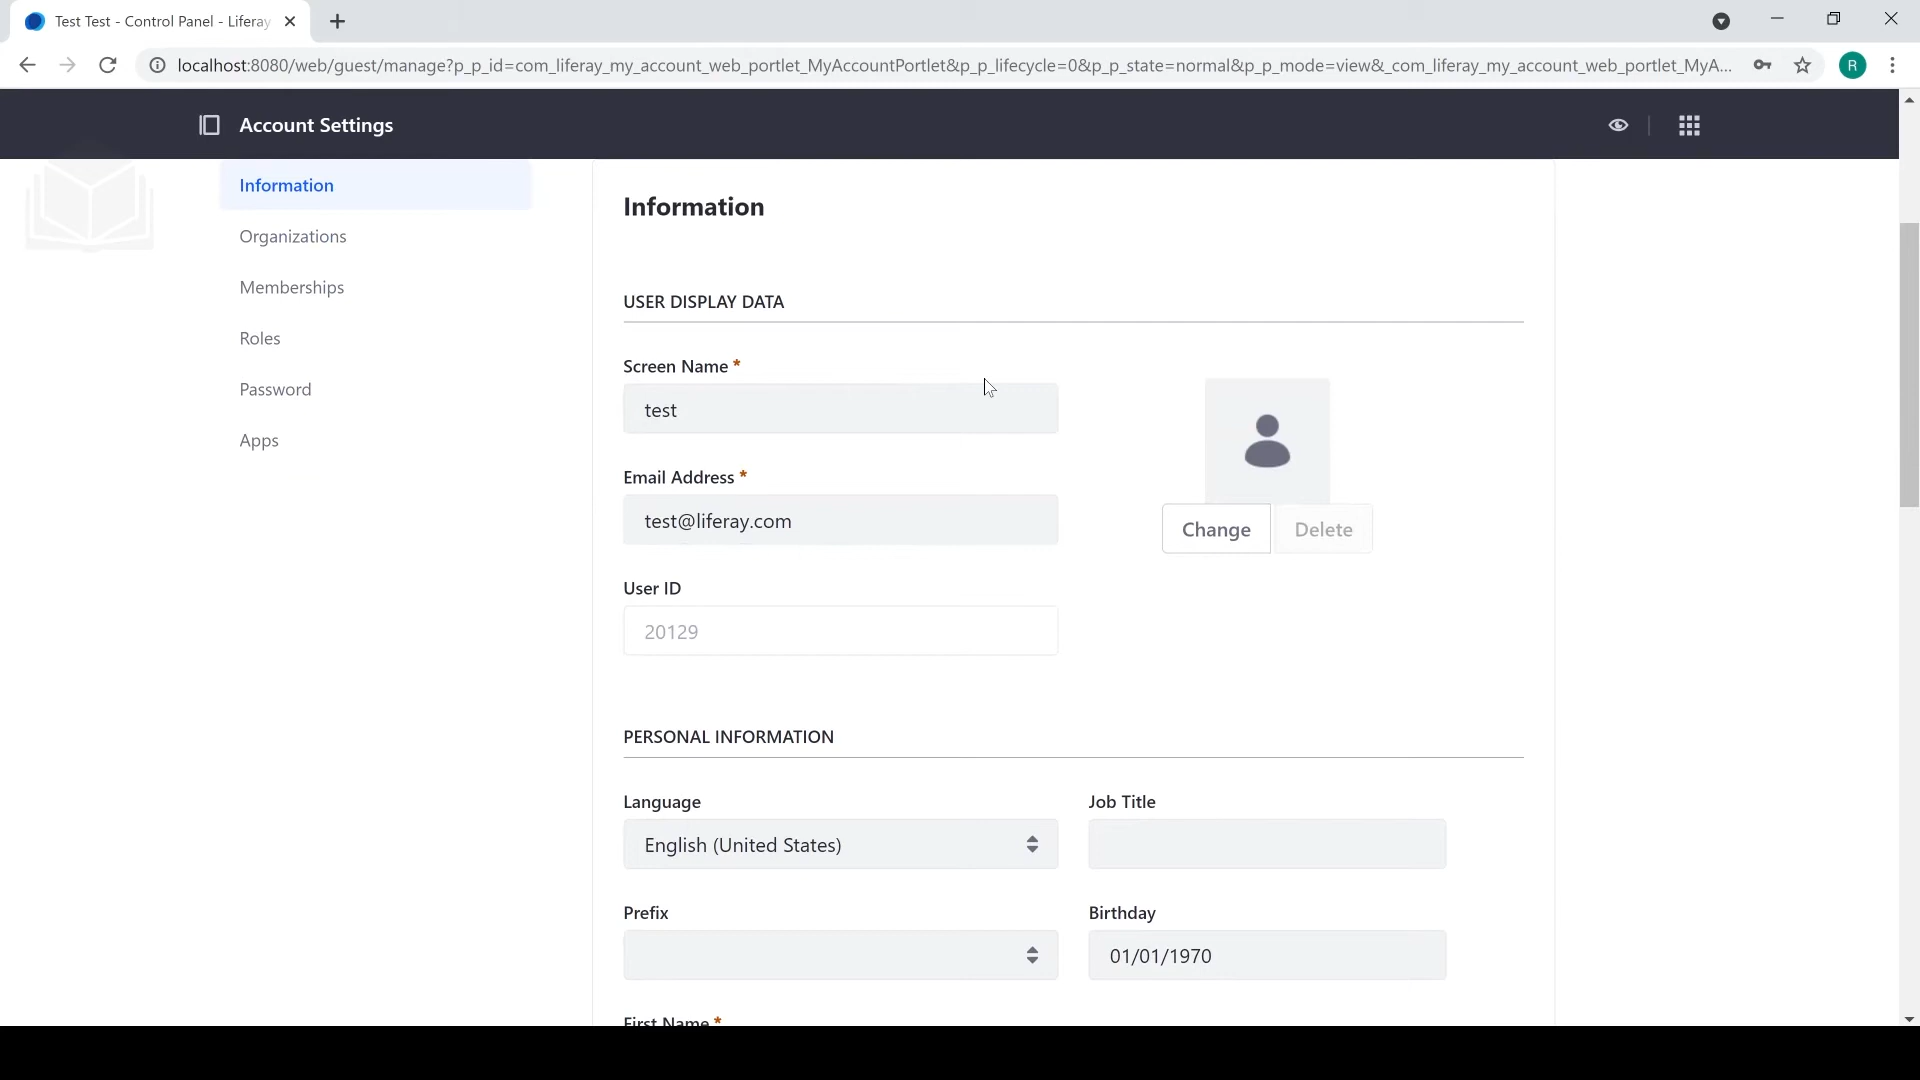 Test Test - Control Panel - Liferay
localhost:8080/web/guest/manage?p_p_id=com_liferay_my_account_web_portlet_MyAccountPortlet&p_p_lifecycle=0&p_p_state=normal&p_p_mode=view&_com_liferay_my_account_web_portlet_MyA...
R
Account Settings
Information
Organizations
Memberships
Roles
Password
Apps
Information
USER DISPLAY DATA
Screen Name *
test
Email Address *
test@liferay.com
Change
Delete
User ID
20129
PERSONAL INFORMATION
Language
Job Title
English (United States)
Prefix
Birthday
01/01/1970
First Name *